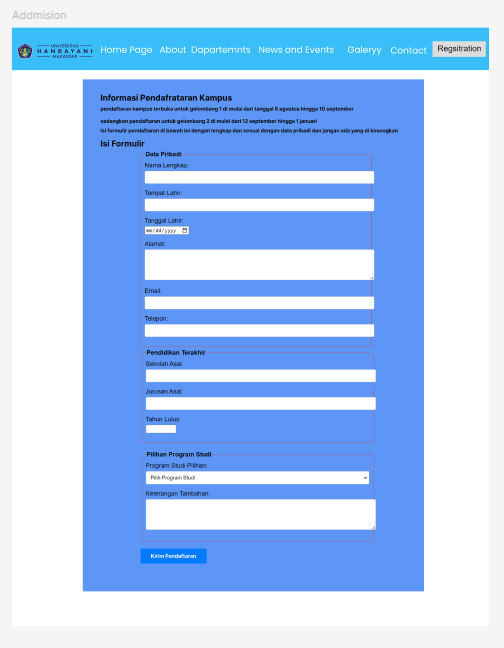 Addmision
UNIVERSITAS
HANDAYANI
MAKASSAR
Home Page About Dapartemnts News and Events Galeryy Contact Regsitration
Informasi Pendafrataran Kampus
pendaftaran kampus terbuka untuk gelombang 1 di mulai dari tanggal 8 agustus hingga 10 september
sadengkan pendaftaran untuk gelombang 2 di mulai dari 12 september hingga 1 januari
Isi formulir pendaftaran di bawah ini dengan lengkap dan sesuai dengan data pribadi dan jangan ada yang di kosongkan
Isi Formulir
Data Pribadi
Nama Lengkap:
Tempat Lahir:
Tanggal Lahir:
mm/dd/yyyy
Alamat:
Email:
Telepon:
Pendidikan Terakhir
Sekolah Asal:
Jurusan Asal:
Tahun Lulus:
Pilihan Program Studi
Program Studi Pilihan:
Pilih Program Studi
Keterangan Tambahan:
Kirim Pendaftaran